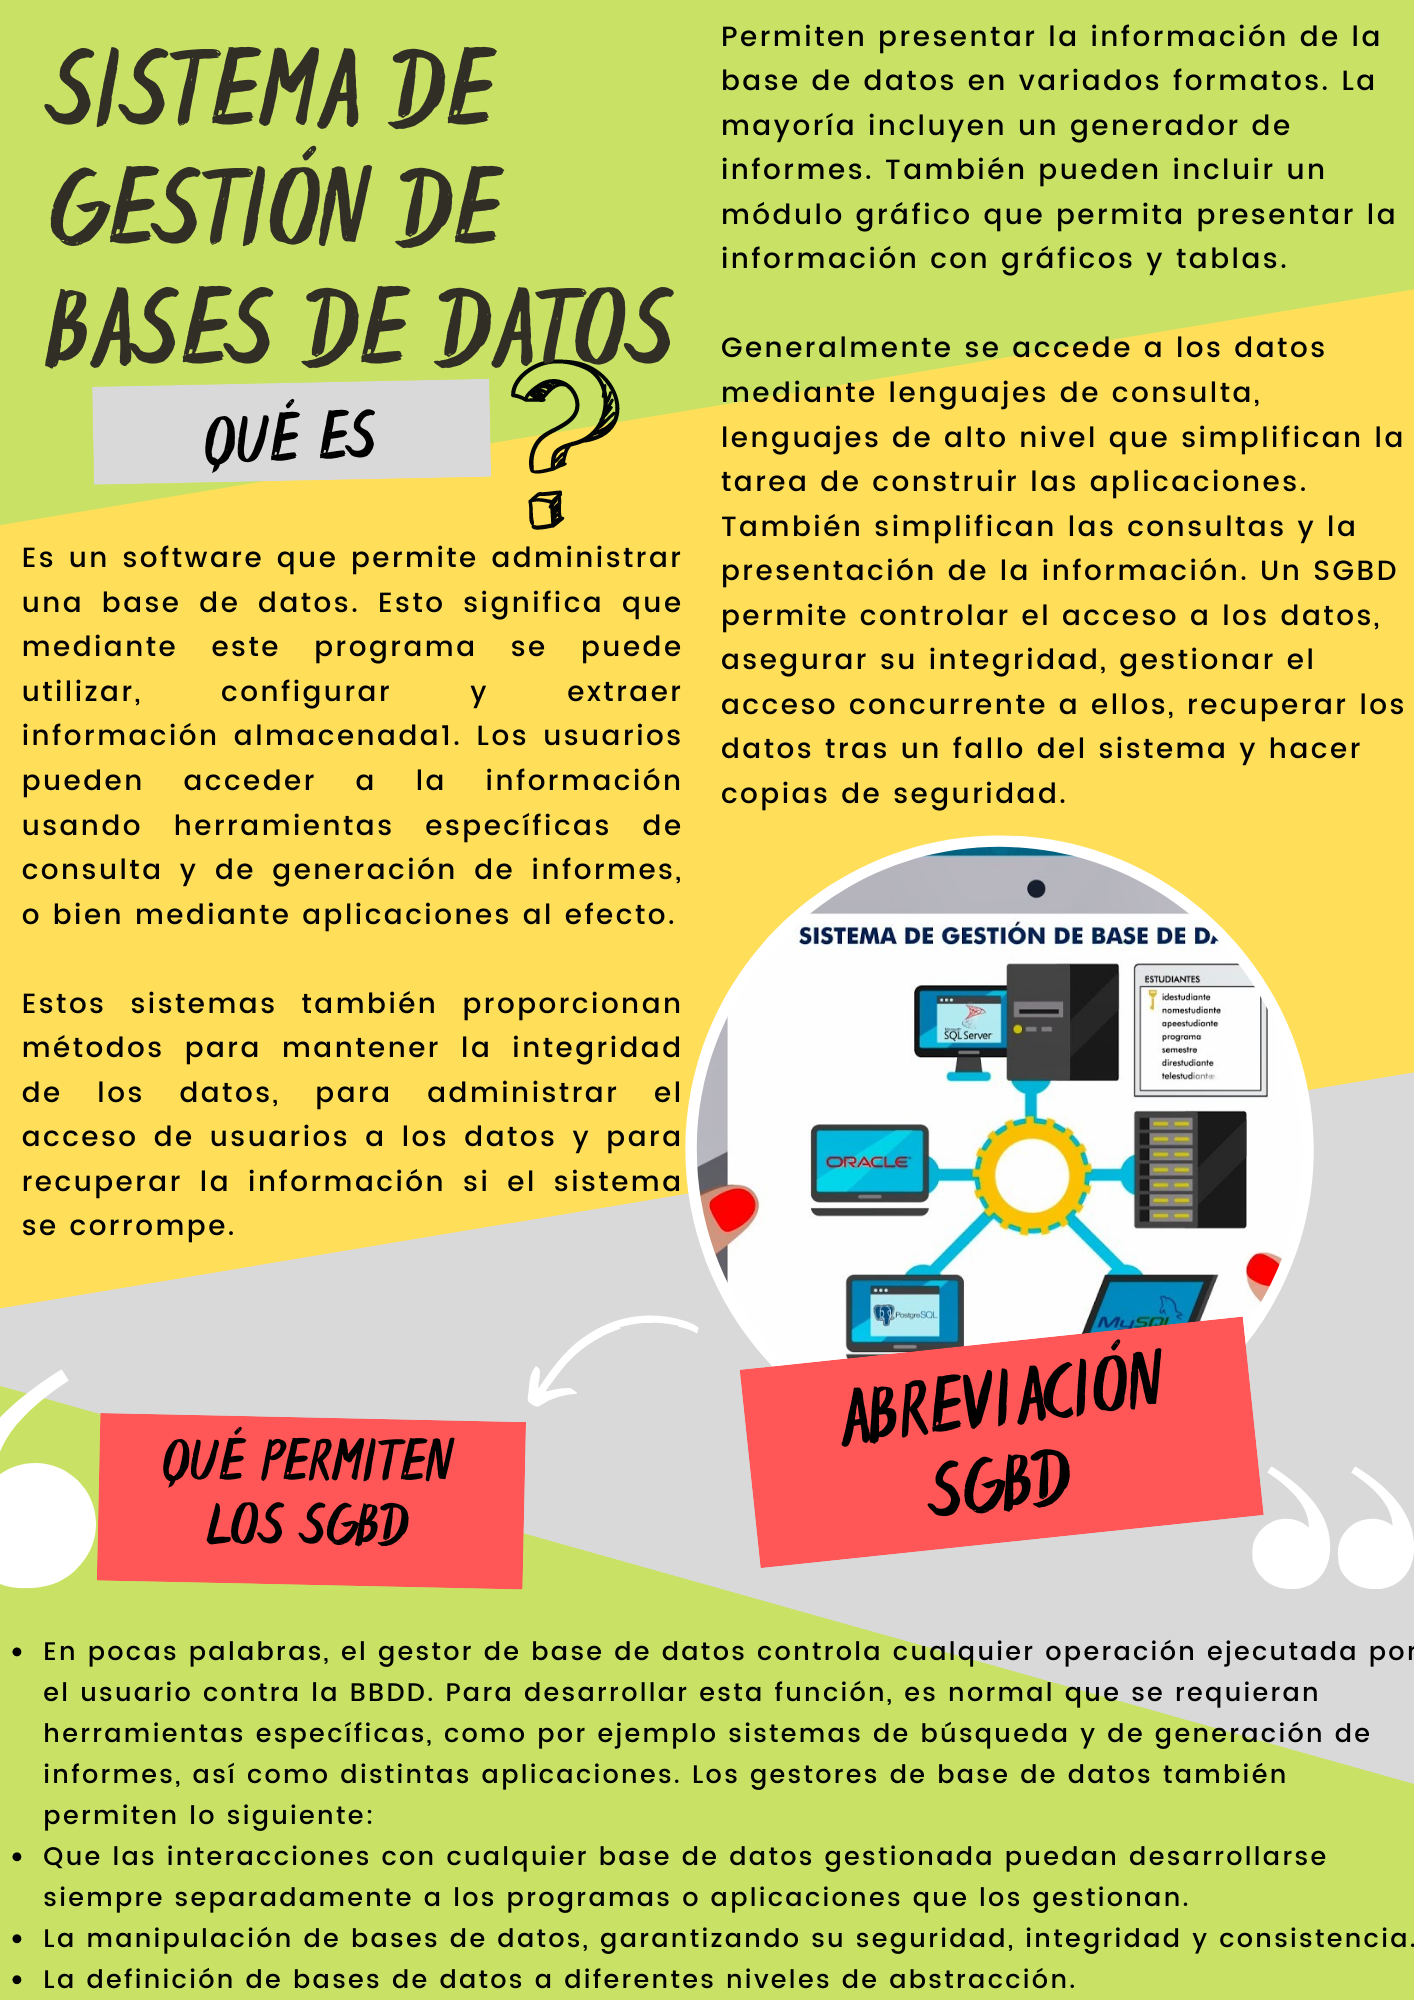 SISTEMA DE
GESTIÓN DE
BASES DE DATOS
QUÉ ES
?
Es un software que permite administrar
una base de datos. Esto significa que
mediante este programa se puede
utilizar, configurar y extraer
información almacenada1. Los usuarios
pueden acceder a la información
usando herramientas específicas de
consulta y de generación de informes,
o bien mediante aplicaciones al efecto.
Estos sistemas también proporcionan
métodos para mantener la integridad
de los datos, para administrar el
acceso de usuarios a los datos y para
recuperar la información si el sistema
se corrompe.
Permiten presentar la información de la
base de datos en variados formatos. La
mayoría incluyen un generador de
informes. También pueden incluir un
módulo gráfico que permita presentar la
información con gráficos y tablas.
Generalmente se accede a los datos
mediante lenguajes de consulta,
lenguajes de alto nivel que simplifican la
tarea de construir las aplicaciones.
También simplifican las consultas y la
presentación de la información. Un SGBD
permite controlar el acceso a los datos,
asegurar su integridad, gestionar el
acceso concurrente a ellos, recuperar los
datos tras un fallo del sistema y hacer
copias de seguridad.
SISTEMA DE GESTIÓN DE BASE DE
ESTUDIANTES
idestudiante
nomestudiante
apeestudiante
programa
semestre
direstudiante
telestudiante
Microsoft
SQL Server
ORACLE
PostgreSQL
MySQL
ABREVIACIÓN
SGBD
QUÉ PERMITEN
LOS SGBD
• En pocas palabras, el gestor de base de datos controla cualquier operación ejecutada por
el usuario contra la BBDD. Para desarrollar esta función, es normal que se requieran
herramientas específicas, como por ejemplo sistemas de búsqueda y de generación de
informes, así como distintas aplicaciones. Los gestores de base de datos también
permiten lo siguiente:
• Que las interacciones con cualquier base de datos gestionada puedan desarrollarse
siempre separadamente a los programas o aplicaciones que los gestionan.
• La manipulación de bases de datos, garantizando su seguridad, integridad y consistencia.
• La definición de bases de datos a diferentes niveles de abstracción.